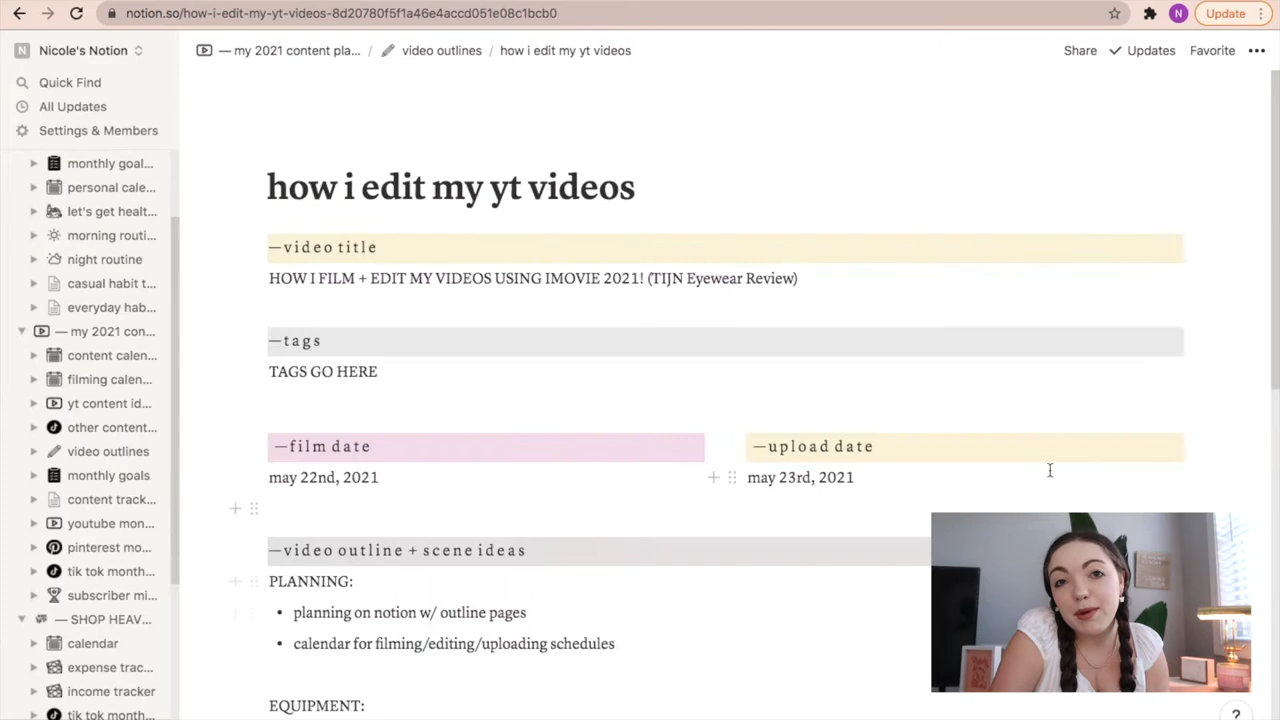 notion.so/how-i-edit-my-yt-videos-8d20780f5f1a46e4accd051e08c1bcb0
N
Update
N Nicole's Notion
— my 2021 content pla... / video outlines / how i edit my yt videos
Share Updates Favorite
Quick Find
All Updates
Settings & Members
monthly goal...
personal cale...
let's get healt...
morning routi...
night routine
casual habit t...
everyday hab...
— my 2021 con...
content calen...
filming calen...
yt content id...
other content...
video outlines
monthly goals
content track...
youtube mon...
pinterest mo...
tik tok month...
subscriber mi...
— SHOP HEAV...
calendar
expense trac...
income tracker
tik tok month...
how i edit my yt videos
—video title
HOW I FILM + EDIT MY VIDEOS USING IMOVIE 2021! (TIJN Eyewear Review)
—tags
TAGS GO HERE
—film date
may 22nd, 2021
—upload date
may 23rd, 2021
—video outline + scene ideas
PLANNING:
• planning on notion w/ outline pages
• calendar for filming/editing/uploading schedules
EQUIPMENT:
?